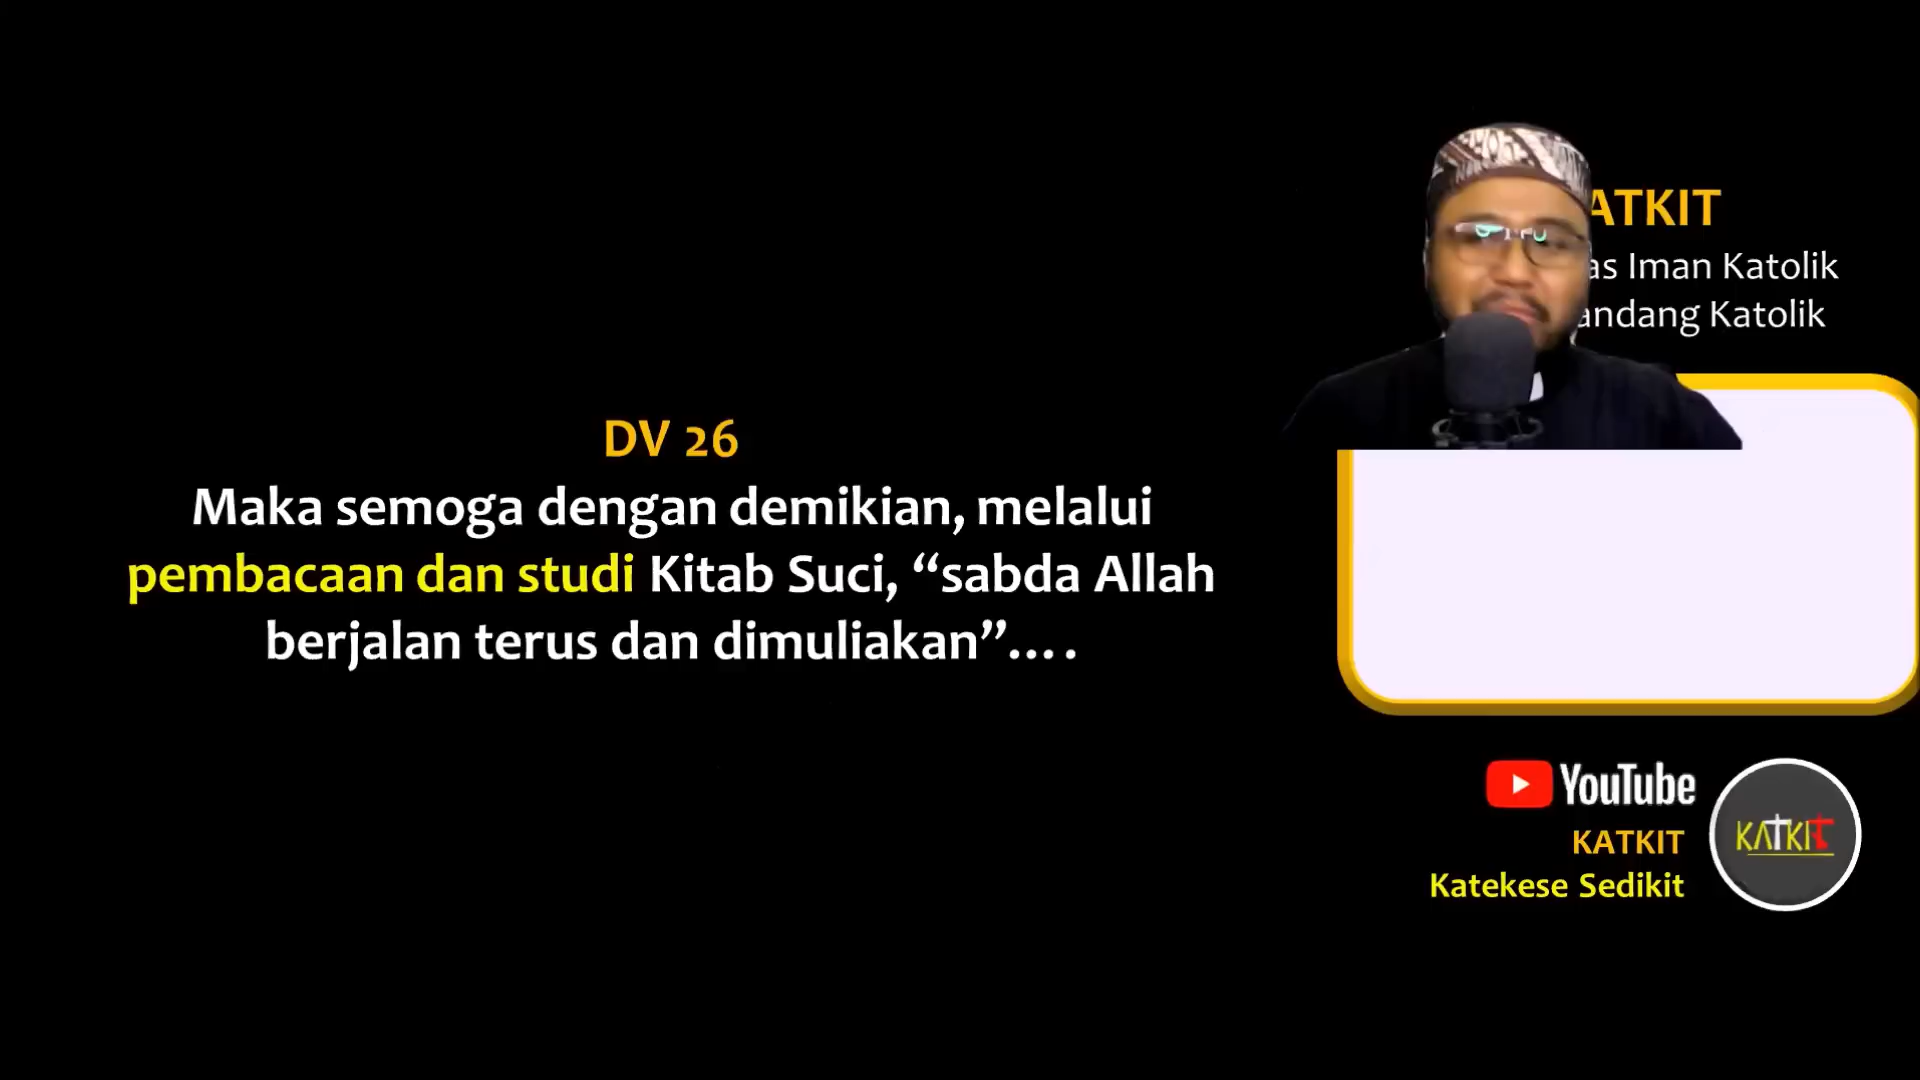 DV 26
Maka semoga dengan demikian, melalui
pembacaan dan studi Kitab Suci, “sabda Allah
berjalan terus dan dimuliakan”....
ATKIT
as Iman Katolik
andang Katolik
YouTube
KATKIT
Katekese Sedikit
KATKIT